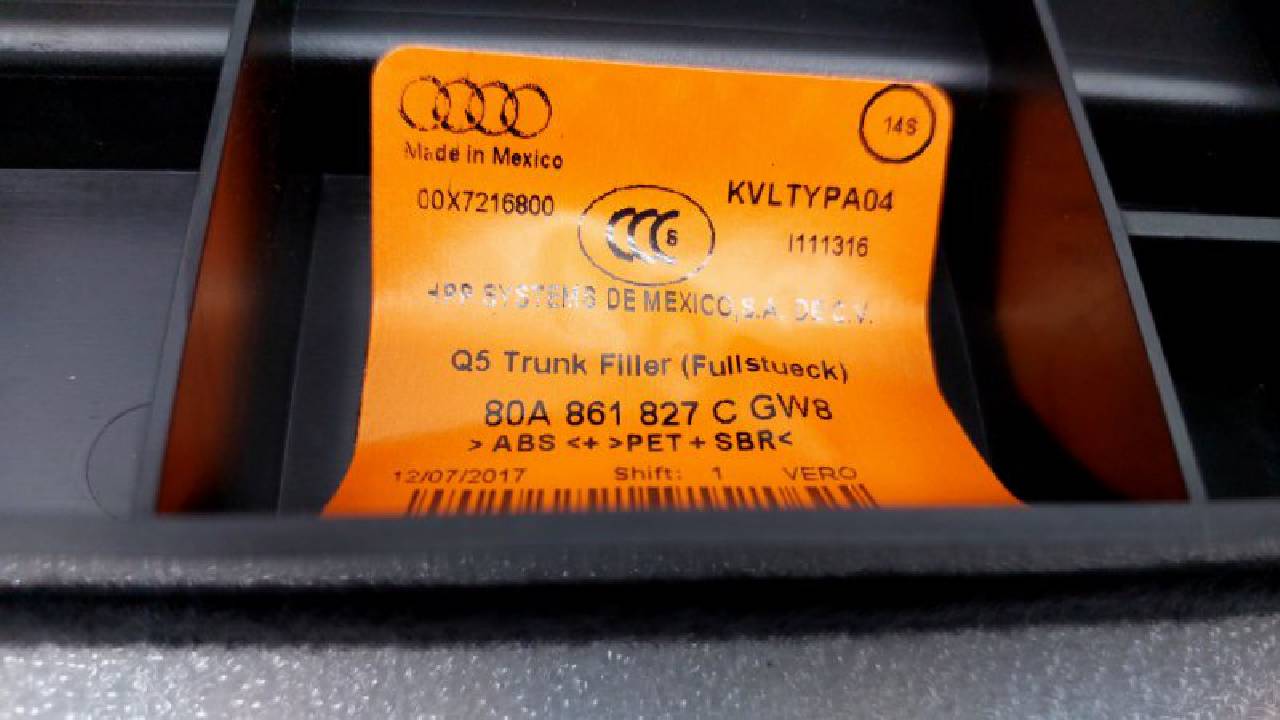 14S
Made in Mexico
00X7216800
KVLTYPA04
CCC S
I111316
SYSTEMS DE MEXICO,S.A. DE C.V.
Q5 Trunk Filler (Fullstueck)
80A 861 827 C GW8
> ABS <+ >PET + SBR<
12/07/2017 Shift: 1 VERO